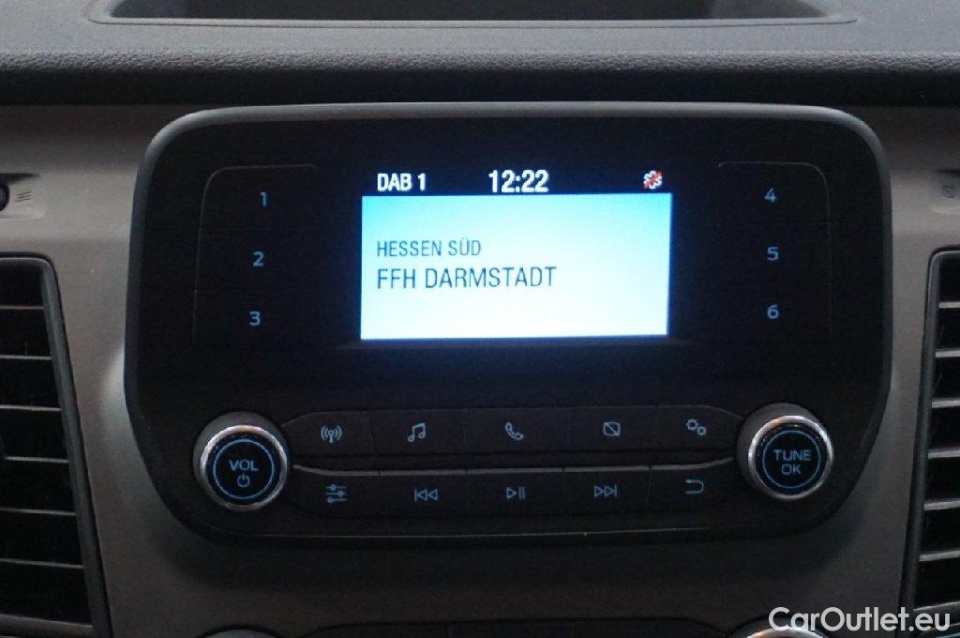 DAB 1 12:22
1
2
3
HESSEN SÜD
FFH DARMSTADT
4
5
6
VOL
TUNE
OK
CarOutlet.eu